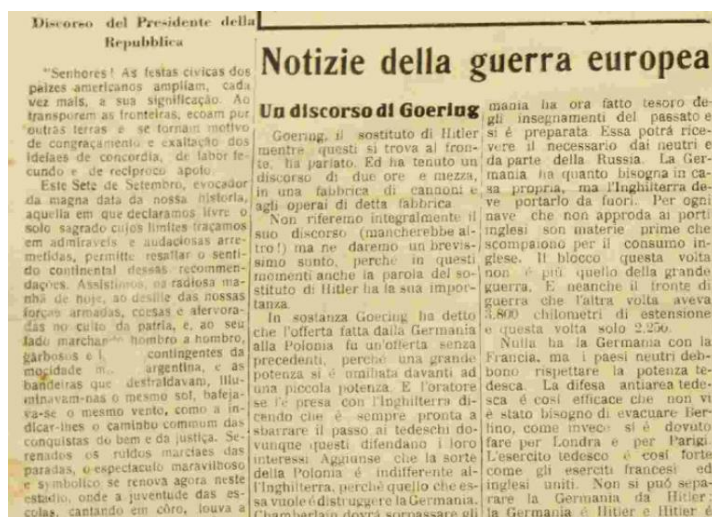 Discorso del Presidente della
Repubblica
"Senhores! As festas civicas dos
paizes americanos ampliam, cada
vez mais, a sua significação. Ao
transporem as fronteiras, ecoam por
outras terras e se tornam motivo
de congraçamento e exaltação dos
ideiaes de concordia, de labor fe-
cundo e de reciproco apoio.
Este Sete de Setembro, evocador
da magna data da nossa historia,
aquella em que declaramos livre o
solo sagrado cujos limites traçamos
em admiraveis e audaciosas arre-
metidas, permitte resaltar o senti-
do continental dessas recommen-
dações. Assistimos, na radiosa ma-
nhã de hoje, ao desfile das nossas
forças armadas, coesas e alervora-
das no culto da patria, e, ao seu
lado marchando hombro a hombro,
garbosos e contingentes da
mocidade argentina, e as
bandeiras que desfraldavam, illu-
minavam-nas o mesmo sol, bafeja-
va-se o mesmo vento, como a in-
dicar-lhes o caminho commum das
conquistas do bem e da justiça. Se-
renados os ruidos marciaes das
paradas, o espectaculo maravilhoso
e symbolico se renova agora neste
estadio, onde a juventude das es-
colas, cantando em côro, louva a
Notizie della guerra europea
Un discorso di Goering
Goering, il sostituto di Hitler
mentre questi si trova al fron-
te, ha parlato. Ed ha tenuto un
discorso di due ore e mezza,
in una fabbrica di cannoni e
agli operai di detta fabbrica.
Non riferemo integralmente il
suo discorso (mancherebbe al-
tro!) ma ne daremo un brevis-
simo sunto, perchè in questi
momenti anche la parola del so-
stituto di Hitler ha la sua impor-
tanza.
In sostanza Goering ha detto
che l'offerta fatta dalla Germania
alla Polonia fu un'offerta senza
precedenti, perchè una grande
potenza si è umiliata davanti ad
una piccola potenza. E l'oratore
se l'è presa con l'Inghilterra di-
cendo che è sempre pronta a
sbarrare il passo ai tedeschi do-
vunque questi difendano i loro
interessi. Aggiunse che la sorte
della Polonia è indifferente al-
l'Inghilterra, perchè quello che es-
sa vuole è distruggere la Germania.
Chamberlain dovrà sorpassare gli
mania ha ora fatto tesoro de-
gli insegnamenti del passato e
si è preparata. Essa potrà rice-
vere il necessario dai neutri e
da parte della Russia. La Ger-
mania ha quanto bisogna in ca-
sa propria, ma l'Inghilterra de-
ve portarlo da fuori. Per ogni
nave che non approda ai porti
inglesi son materie prime che
scompaiono per il consumo in-
glese. Il blocco questa volta
non è più quello della grande
guerra. E neanche il fronte di
guerra che l'altra volta aveva
3.800 chilometri di estensione
e questa volta solo 2.250.
Nulla ha la Germania con la
Francia, ma i paesi neutri deb-
bono rispettare la potenza te-
desca. La difesa antiarea tede-
sca è così efficace che non vi
è stato bisogno di evacuare Ber-
lino, come invece si è dovuto
fare per Londra e per Parigi.
L'esercito tedesco è così forte
come gli eserciti francesi ed
inglesi uniti. Non si può sepa-
rare la Germania da Hitler:
la Germania è Hitler e Hitler è